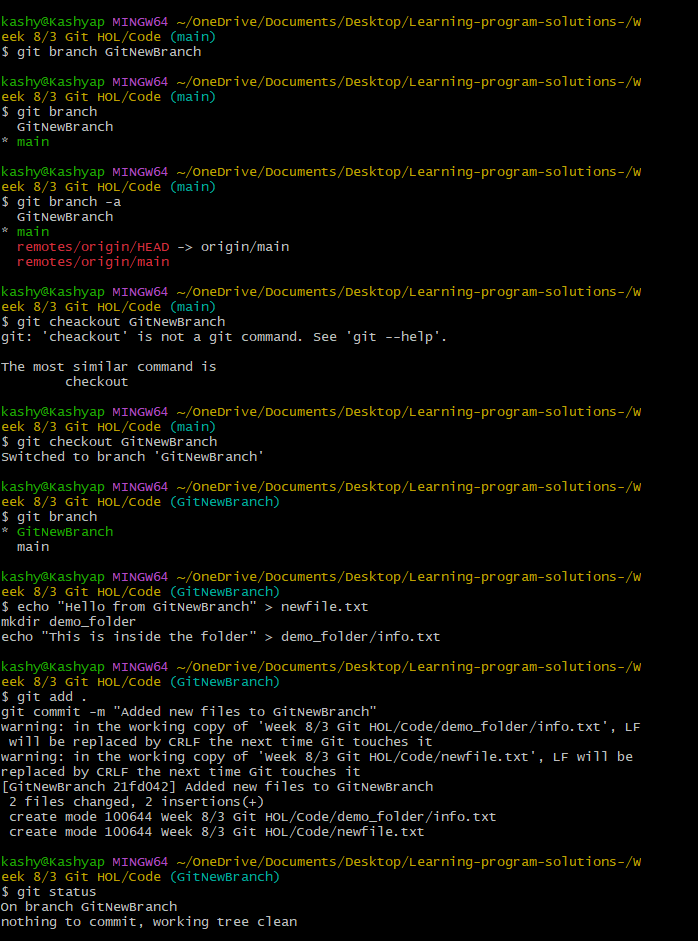 kashy@Kashyap MINGW64 ~/OneDrive/Documents/Desktop/Learning-program-solutions-/W
eek 8/3 Git HOL/Code (main)
$ git branch GitNewBranch

kashy@Kashyap MINGW64 ~/OneDrive/Documents/Desktop/Learning-program-solutions-/W
eek 8/3 Git HOL/Code (main)
$ git branch
  GitNewBranch
* main

kashy@Kashyap MINGW64 ~/OneDrive/Documents/Desktop/Learning-program-solutions-/W
eek 8/3 Git HOL/Code (main)
$ git branch -a
  GitNewBranch
* main
  remotes/origin/HEAD -> origin/main
  remotes/origin/main

kashy@Kashyap MINGW64 ~/OneDrive/Documents/Desktop/Learning-program-solutions-/W
eek 8/3 Git HOL/Code (main)
$ git cheackout GitNewBranch
git: 'cheackout' is not a git command. See 'git --help'.

The most similar command is
        checkout

kashy@Kashyap MINGW64 ~/OneDrive/Documents/Desktop/Learning-program-solutions-/W
eek 8/3 Git HOL/Code (main)
$ git checkout GitNewBranch
Switched to branch 'GitNewBranch'

kashy@Kashyap MINGW64 ~/OneDrive/Documents/Desktop/Learning-program-solutions-/W
eek 8/3 Git HOL/Code (GitNewBranch)
$ git branch
* GitNewBranch
  main

kashy@Kashyap MINGW64 ~/OneDrive/Documents/Desktop/Learning-program-solutions-/W
eek 8/3 Git HOL/Code (GitNewBranch)
$ echo "Hello from GitNewBranch" > newfile.txt
mkdir demo_folder
echo "This is inside the folder" > demo_folder/info.txt

kashy@Kashyap MINGW64 ~/OneDrive/Documents/Desktop/Learning-program-solutions-/W
eek 8/3 Git HOL/Code (GitNewBranch)
$ git add .
git commit -m "Added new files to GitNewBranch"
warning: in the working copy of 'Week 8/3 Git HOL/Code/demo_folder/info.txt', LF
 will be replaced by CRLF the next time Git touches it
warning: in the working copy of 'Week 8/3 Git HOL/Code/newfile.txt', LF will be
replaced by CRLF the next time Git touches it
[GitNewBranch 21fd042] Added new files to GitNewBranch
 2 files changed, 2 insertions(+)
 create mode 100644 Week 8/3 Git HOL/Code/demo_folder/info.txt
 create mode 100644 Week 8/3 Git HOL/Code/newfile.txt

kashy@Kashyap MINGW64 ~/OneDrive/Documents/Desktop/Learning-program-solutions-/W
eek 8/3 Git HOL/Code (GitNewBranch)
$ git status
On branch GitNewBranch
nothing to commit, working tree clean